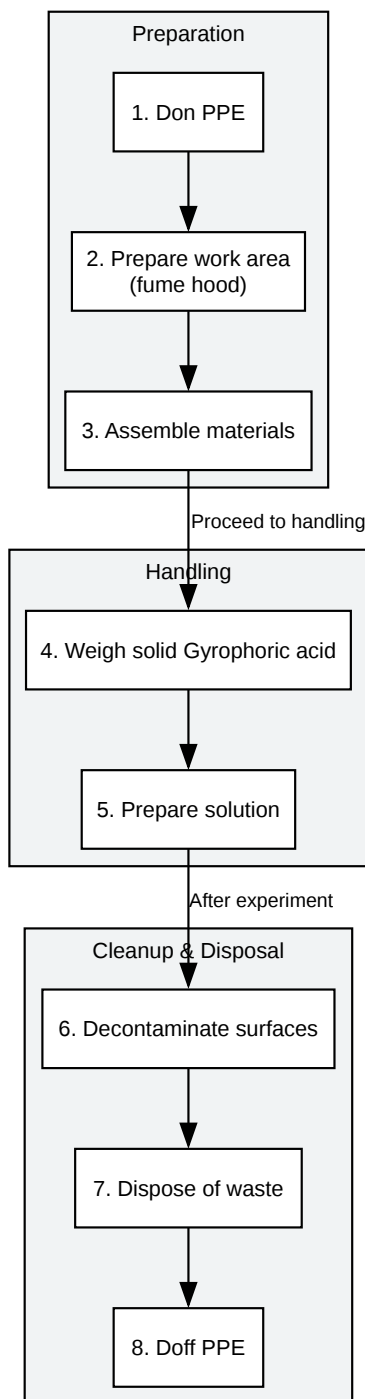 Preparation
1. Don PPE
2. Prepare work area
(fume hood)
3. Assemble materials
Proceed to handling
Handling
4. Weigh solid Gyrophoric acid
5. Prepare solution
After experiment
Cleanup & Disposal
6. Decontaminate surfaces
7. Dispose of waste
8. Doff PPE